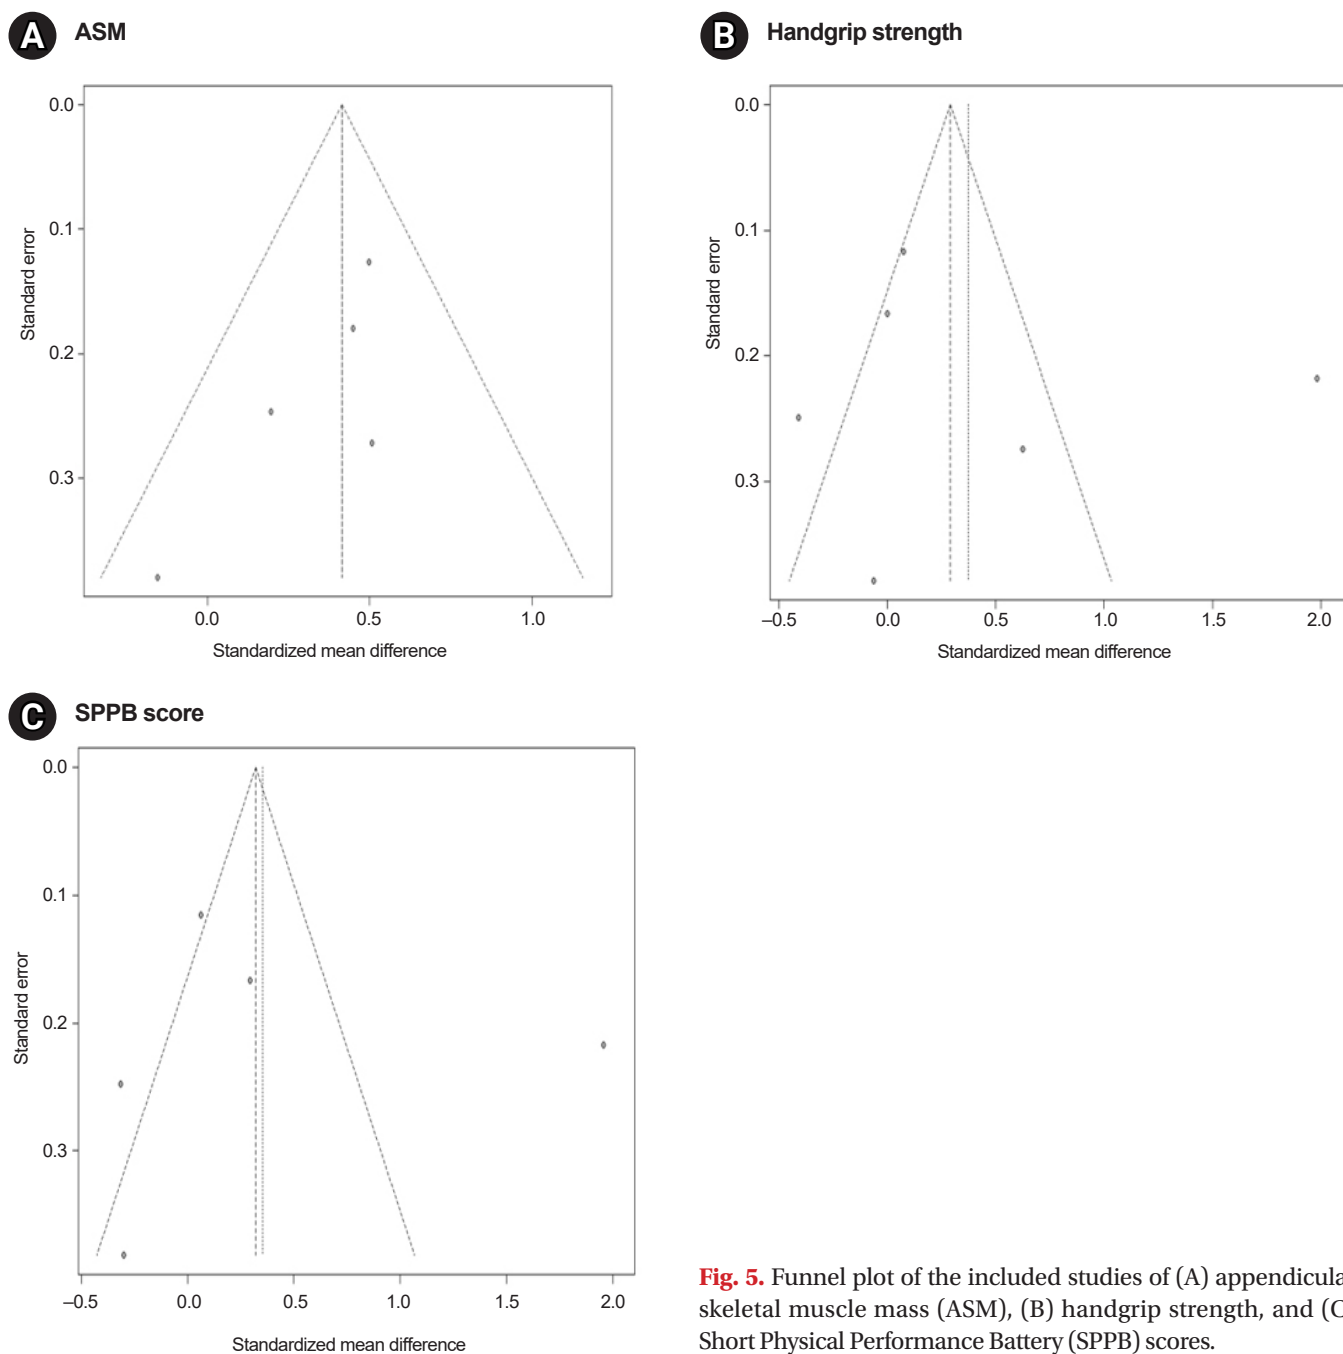 A ASM
0.0
0.1
0.2
0.3
Standard error
0.0 0.5 1.0
Standardized mean difference
B Handgrip strength
0.0
0.1
0.2
0.3
Standard error
–0.5 0.0 0.5 1.0 1.5 2.0
Standardized mean difference
C SPPB score
0.0
0.1
0.2
0.3
Standard error
–0.5 0.0 0.5 1.0 1.5 2.0
Standardized mean difference
Fig. 5. Funnel plot of the included studies of (A) appendicula
skeletal muscle mass (ASM), (B) handgrip strength, and (C
Short Physical Performance Battery (SPPB) scores.